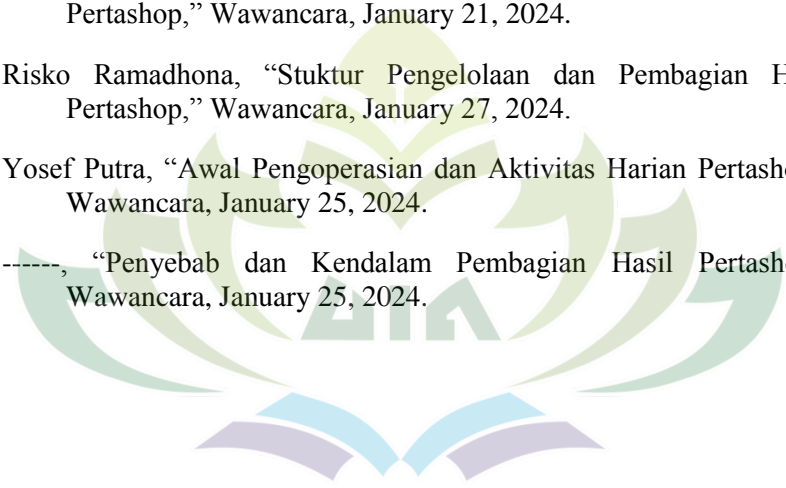 Pertashop,” Wawancara, January 21, 2024.
Risko Ramadhona, “Stuktur Pengelolaan dan Pembagian H
Pertashop,” Wawancara, January 27, 2024.
Yosef Putra, “Awal Pengoperasian dan Aktivitas Harian Pertash
Wawancara, January 25, 2024.
------, “Penyebab dan Kendalam Pembagian Hasil Pertash
Wawancara, January 25, 2024.